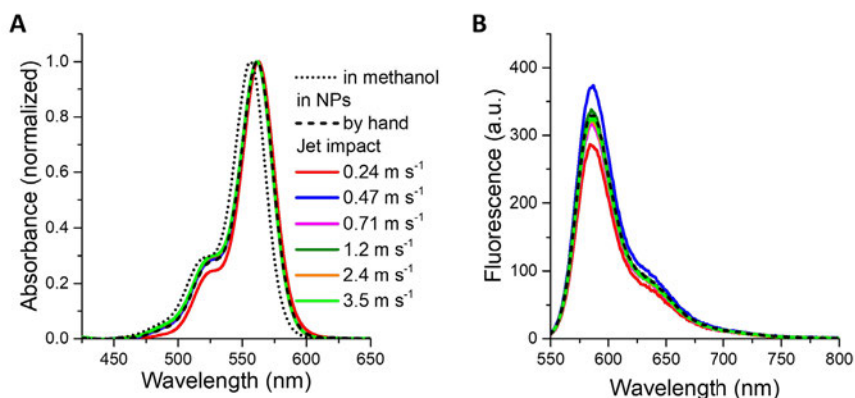 A
Absorbance (normalized)
1.0
0.8
0.6
0.4
0.2
0.0
450
500
550
600
650
Wavelength (nm)
in methanol
in NPs
by hand
Jet impact
0.24 m s⁻¹
0.47 m s⁻¹
0.71 m s⁻¹
1.2 m s⁻¹
2.4 m s⁻¹
3.5 m s⁻¹
B
Fluorescence (a.u.)
400
300
200
100
0
550
600
650
700
750
800
Wavelength (nm)